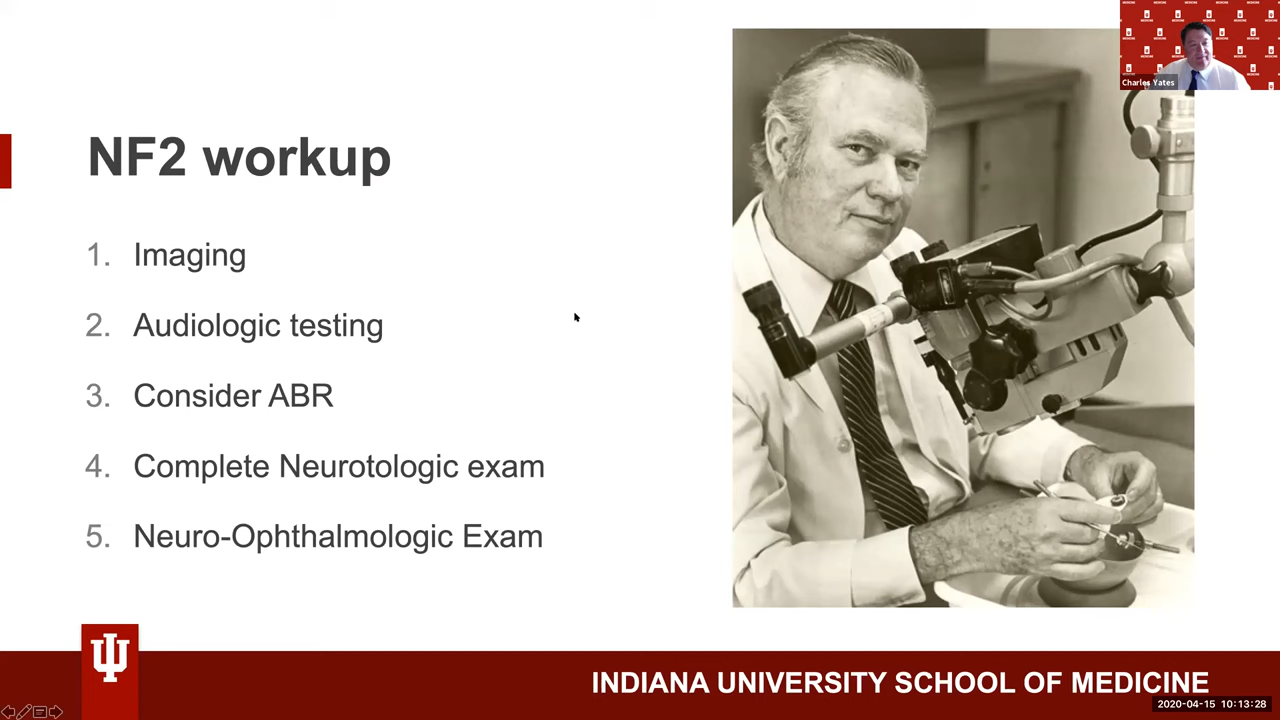 NF2 workup
1. Imaging
2. Audiologic testing
3. Consider ABR
4. Complete Neurotologic exam
5. Neuro-Ophthalmologic Exam
Charles Yates
INDIANA UNIVERSITY SCHOOL OF MEDICINE
2020-04-15 10:13:28